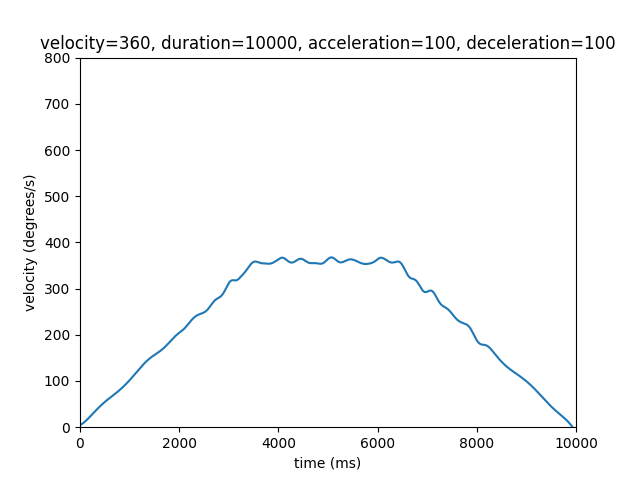 velocity=360, duration=10000, acceleration=100, deceleration=100
800
700
600
500
400
300
200
100
0
velocity (degrees/s)
0 2000 4000 6000 8000 10000
time (ms)